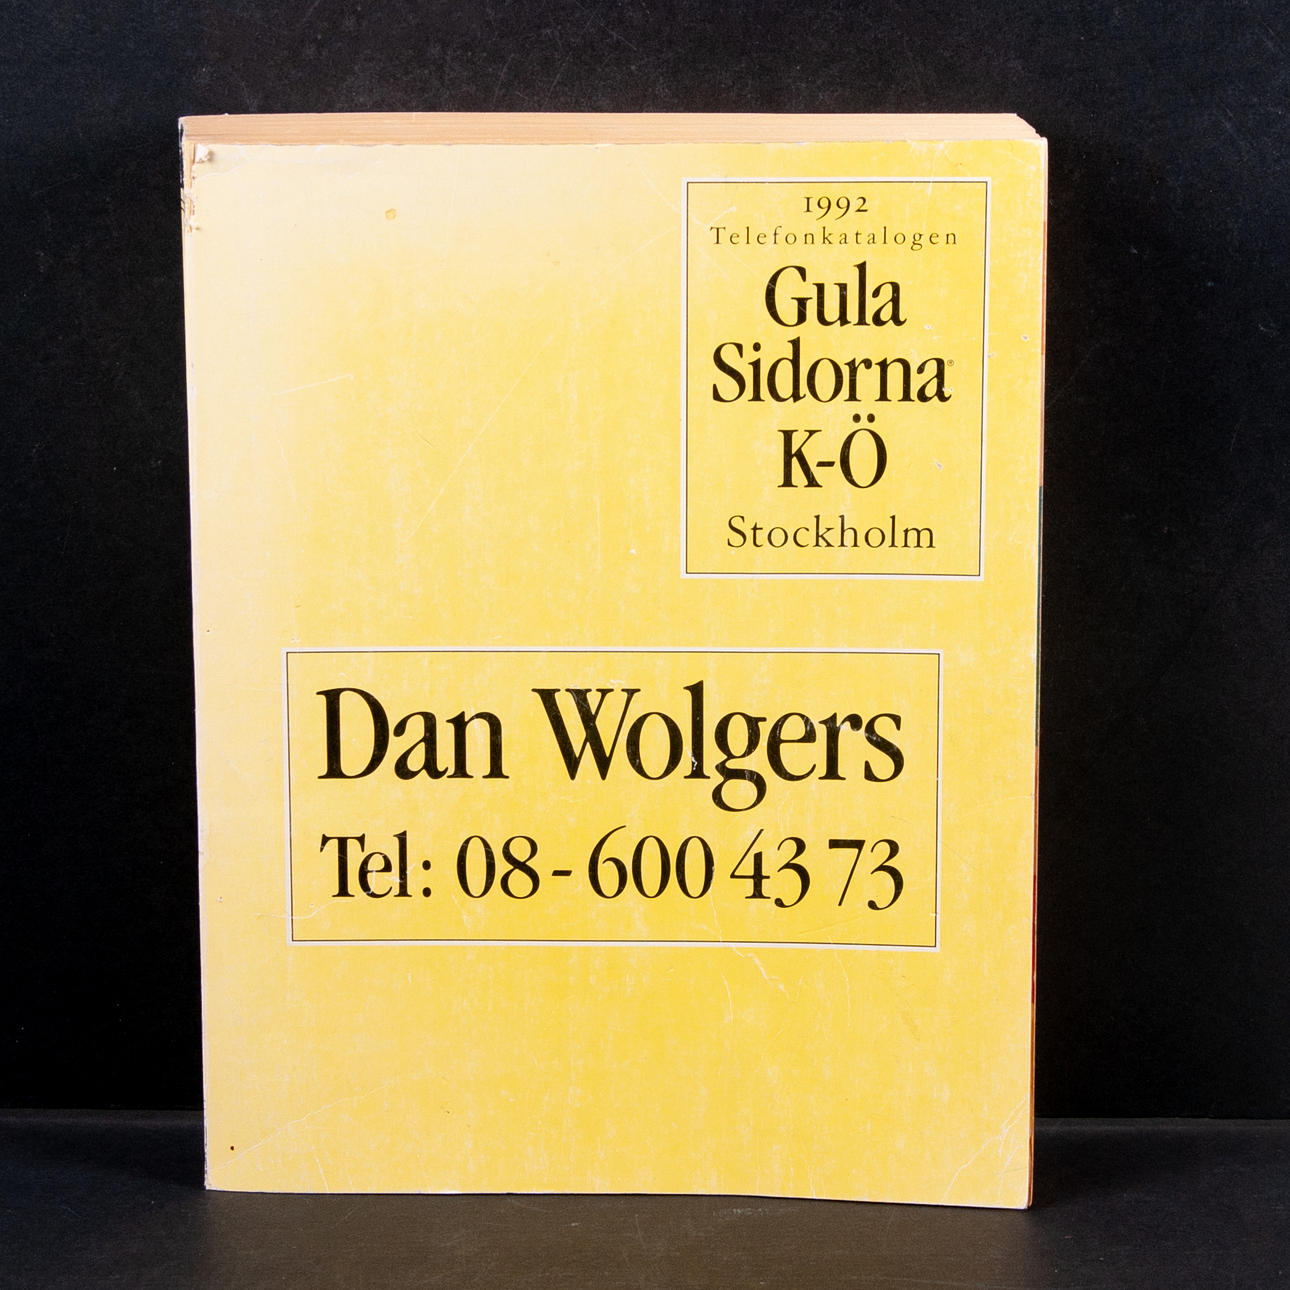 1992
Telefonkatalogen
Gula
Sidorna®
K-Ö
Stockholm
Dan Wolgers
Tel: 08-600 43 73